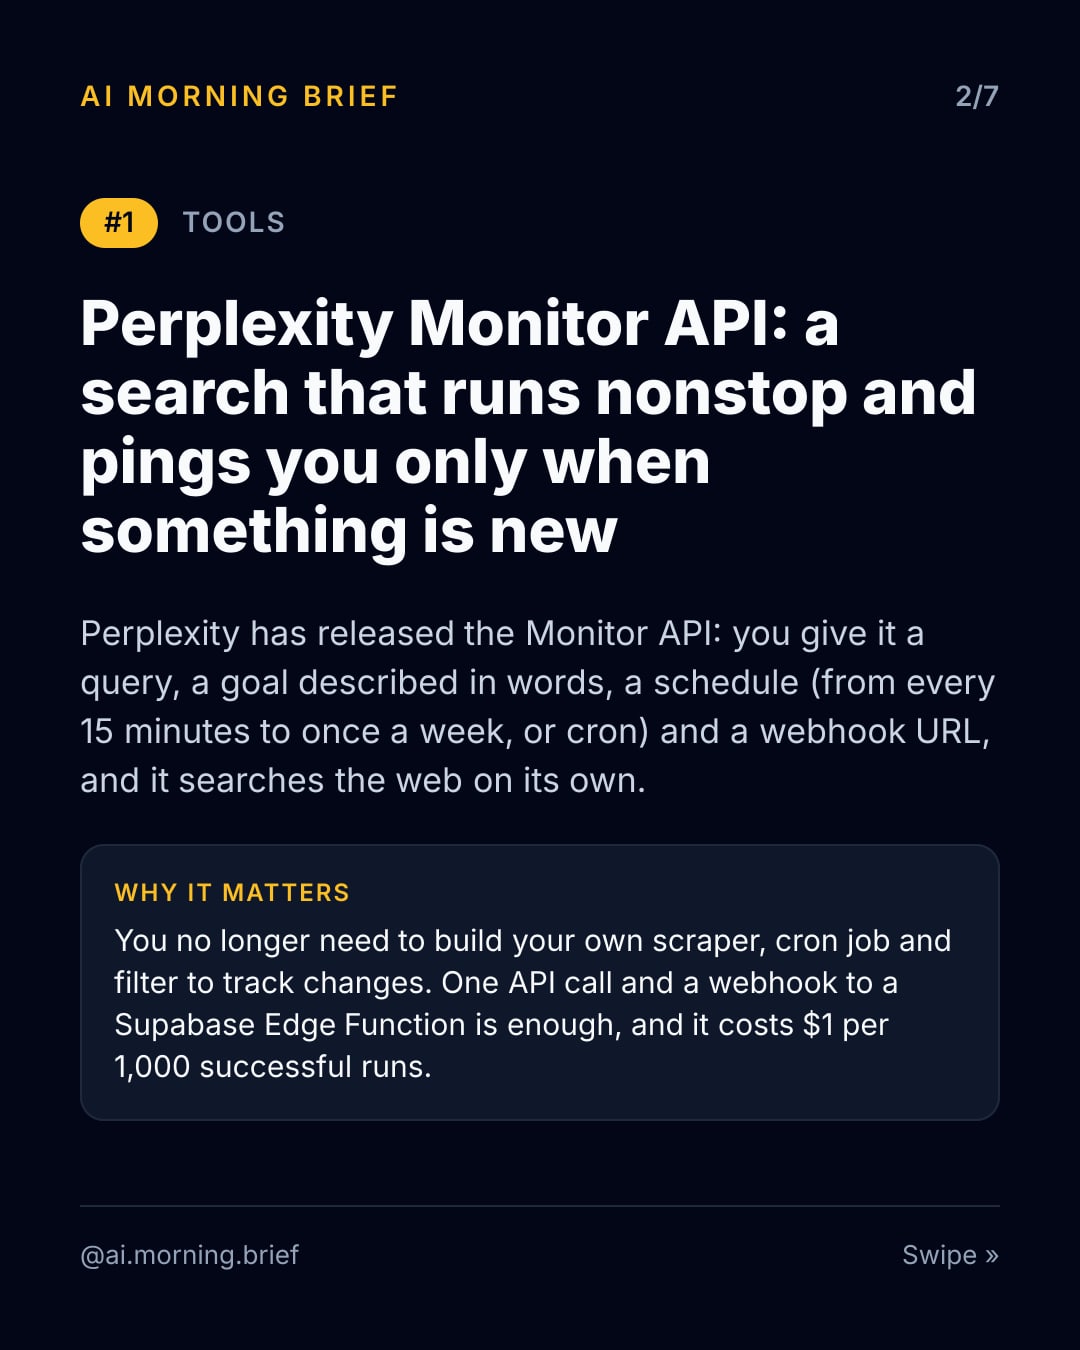 AI MORNING BRIEF
2/7
#1 TOOLS
Perplexity Monitor API: a
search that runs nonstop and
pings you only when
something is new
Perplexity has released the Monitor API: you give it a
query, a goal described in words, a schedule (from every
15 minutes to once a week, or cron) and a webhook URL,
and it searches the web on its own.
WHY IT MATTERS
You no longer need to build your own scraper, cron job and
filter to track changes. One API call and a webhook to a
Supabase Edge Function is enough, and it costs $1 per
1,000 successful runs.
@ai.morning.brief
Swipe »